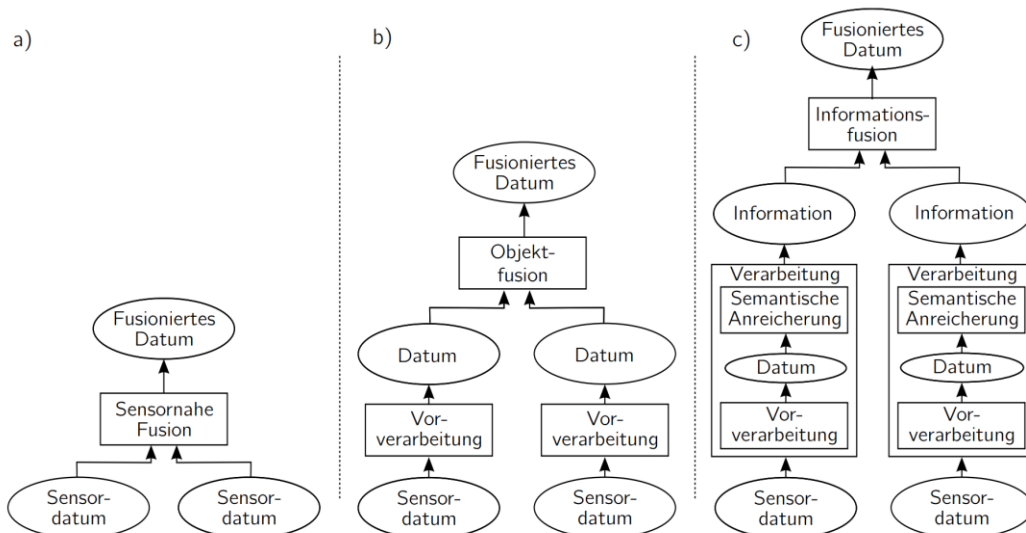 a)
Fusioniertes
Datum
Sensornahe
Fusion
Sensor-
datum
Sensor-
datum
b)
Fusioniertes
Datum
Objekt-
fusion
Datum
Datum
Vor-
verarbeitung
Vor-
verarbeitung
Sensor-
datum
Sensor-
datum
c)
Fusioniertes
Datum
Informations-
fusion
Information
Information
Verarbeitung
Semantische
Anreicherung
Datum
Vor-
verarbeitung
Sensor-
datum
Verarbeitung
Semantische
Anreicherung
Datum
Vor-
verarbeitung
Sensor-
datum